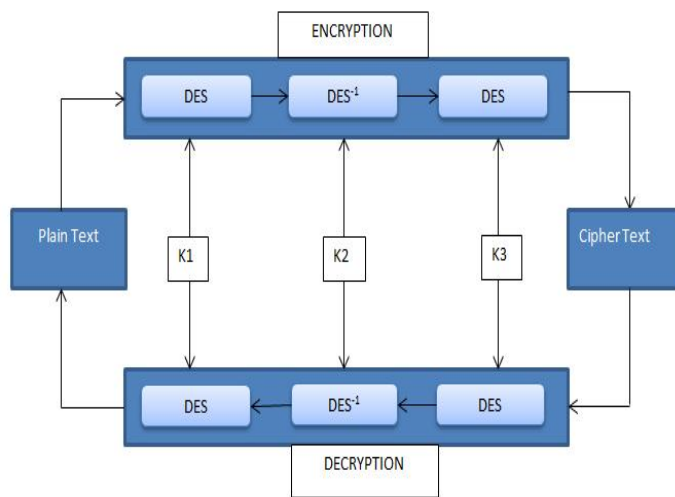 ENCRYPTION
DES
DES-1
DES
Plain Text
K1
K2
K3
Cipher Text
DES
DES-1
DES
DECRYPTION